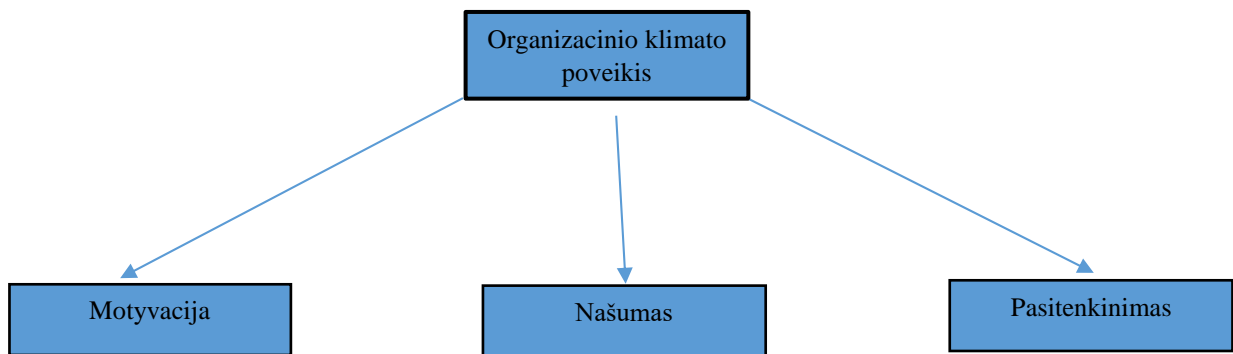 Organizacinio klimato
poveikis
Motyvacija
Našumas
Pasitenkinimas